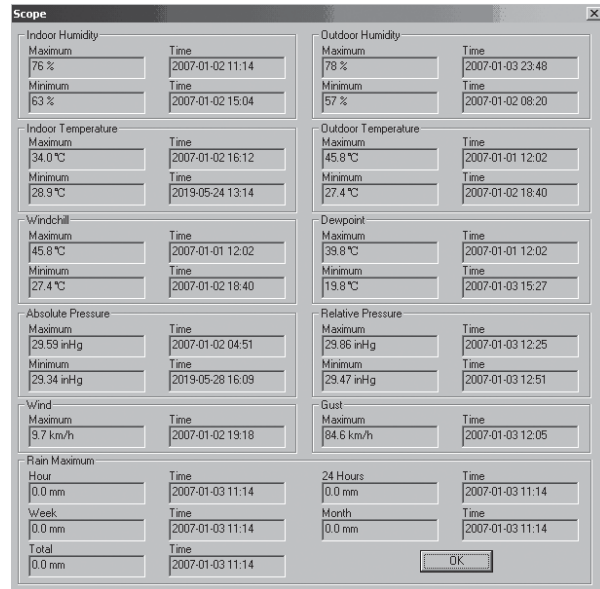 Scope
Indoor Humidity
Maximum Time
76 % 2007-01-02 11:14
Minimum Time
63 % 2007-01-02 15:04
Outdoor Humidity
Maximum Time
78 % 2007-01-03 23:48
Minimum Time
57 % 2007-01-02 08:20
Indoor Temperature
Maximum Time
34.0 °C 2007-01-02 16:12
Minimum Time
28.9 °C 2019-05-24 13:14
Outdoor Temperature
Maximum Time
45.8 °C 2007-01-01 12:02
Minimum Time
27.4 °C 2007-01-02 18:40
Windchill
Maximum Time
45.8 °C 2007-01-01 12:02
Minimum Time
27.4 °C 2007-01-02 18:40
Dewpoint
Maximum Time
39.8 °C 2007-01-01 12:02
Minimum Time
19.8 °C 2007-01-03 15:27
Absolute Pressure
Maximum Time
29.59 inHg 2007-01-02 04:51
Minimum Time
29.34 inHg 2019-05-28 16:09
Relative Pressure
Maximum Time
29.86 inHg 2007-01-03 12:25
Minimum Time
29.47 inHg 2007-01-03 12:51
Wind
Maximum Time
9.7 km/h 2007-01-02 19:18
Gust
Maximum Time
84.6 km/h 2007-01-03 12:05
Rain Maximum
Hour Time 24 Hours Time
0.0 mm 2007-01-03 11:14 0.0 mm 2007-01-03 11:14
Week Time Month Time
0.0 mm 2007-01-03 11:14 0.0 mm 2007-01-03 11:14
Total Time
0.0 mm 2007-01-03 11:14
OK